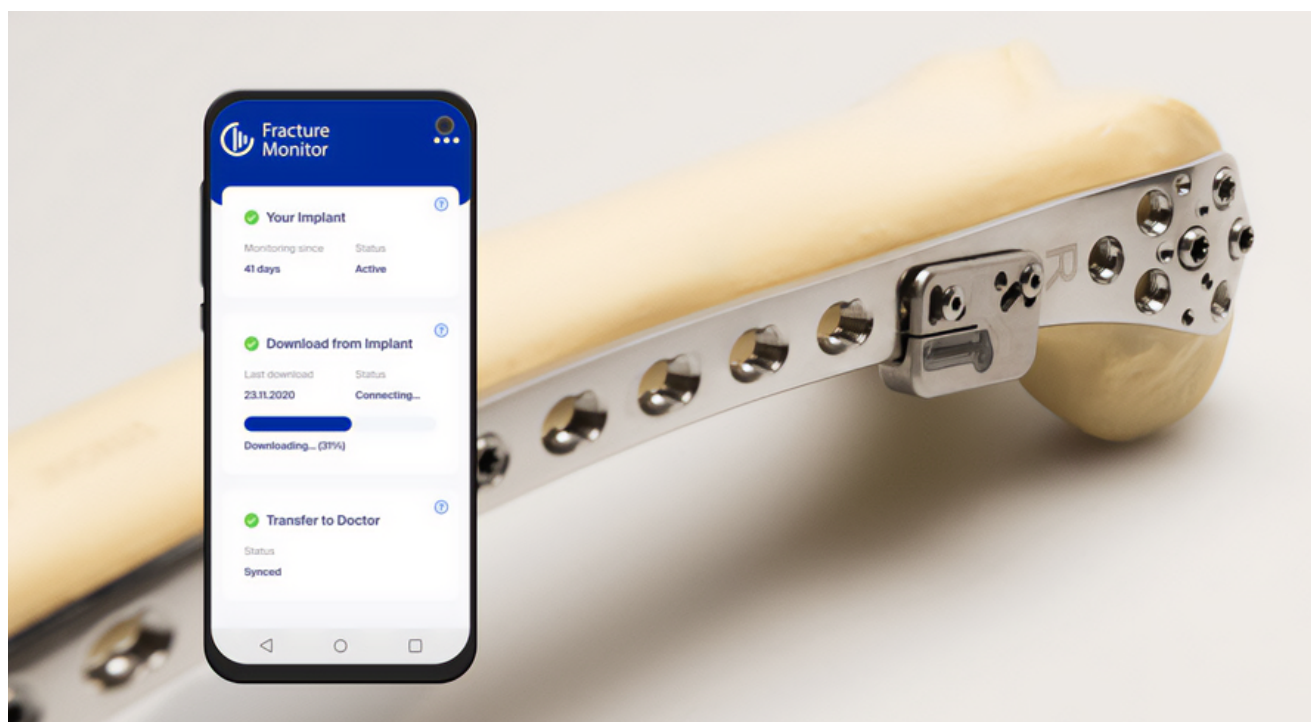 Fracture
Monitor
Your Implant
Monitoring since Status
41 days Active
Download from Implant
Last download Status
23.11.2020 Connecting...
Downloading... (31%)
Transfer to Doctor
Status
Synced
R